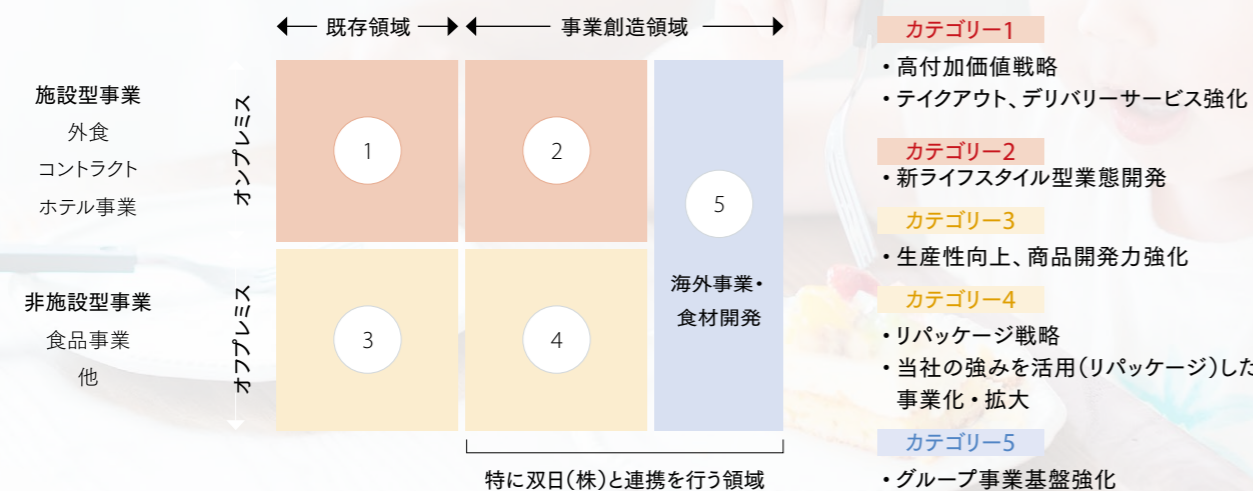 既存領域
事業創造領域
施設型事業
外食
コントラクト
ホテル事業
オンプレミス
1
2
5
海外事業・
食材開発
非施設型事業
食品事業
他
オフプレミス
3
4
特に双日(株)と連携を行う領域
カテゴリー1
・高付加価値戦略
・テイクアウト、デリバリーサービス強化
カテゴリー2
・新ライフスタイル型業態開発
カテゴリー3
・生産性向上、商品開発力強化
カテゴリー4
・リパッケージ戦略
・当社の強みを活用(リパッケージ)した
事業化・拡大
カテゴリー5
・グループ事業基盤強化